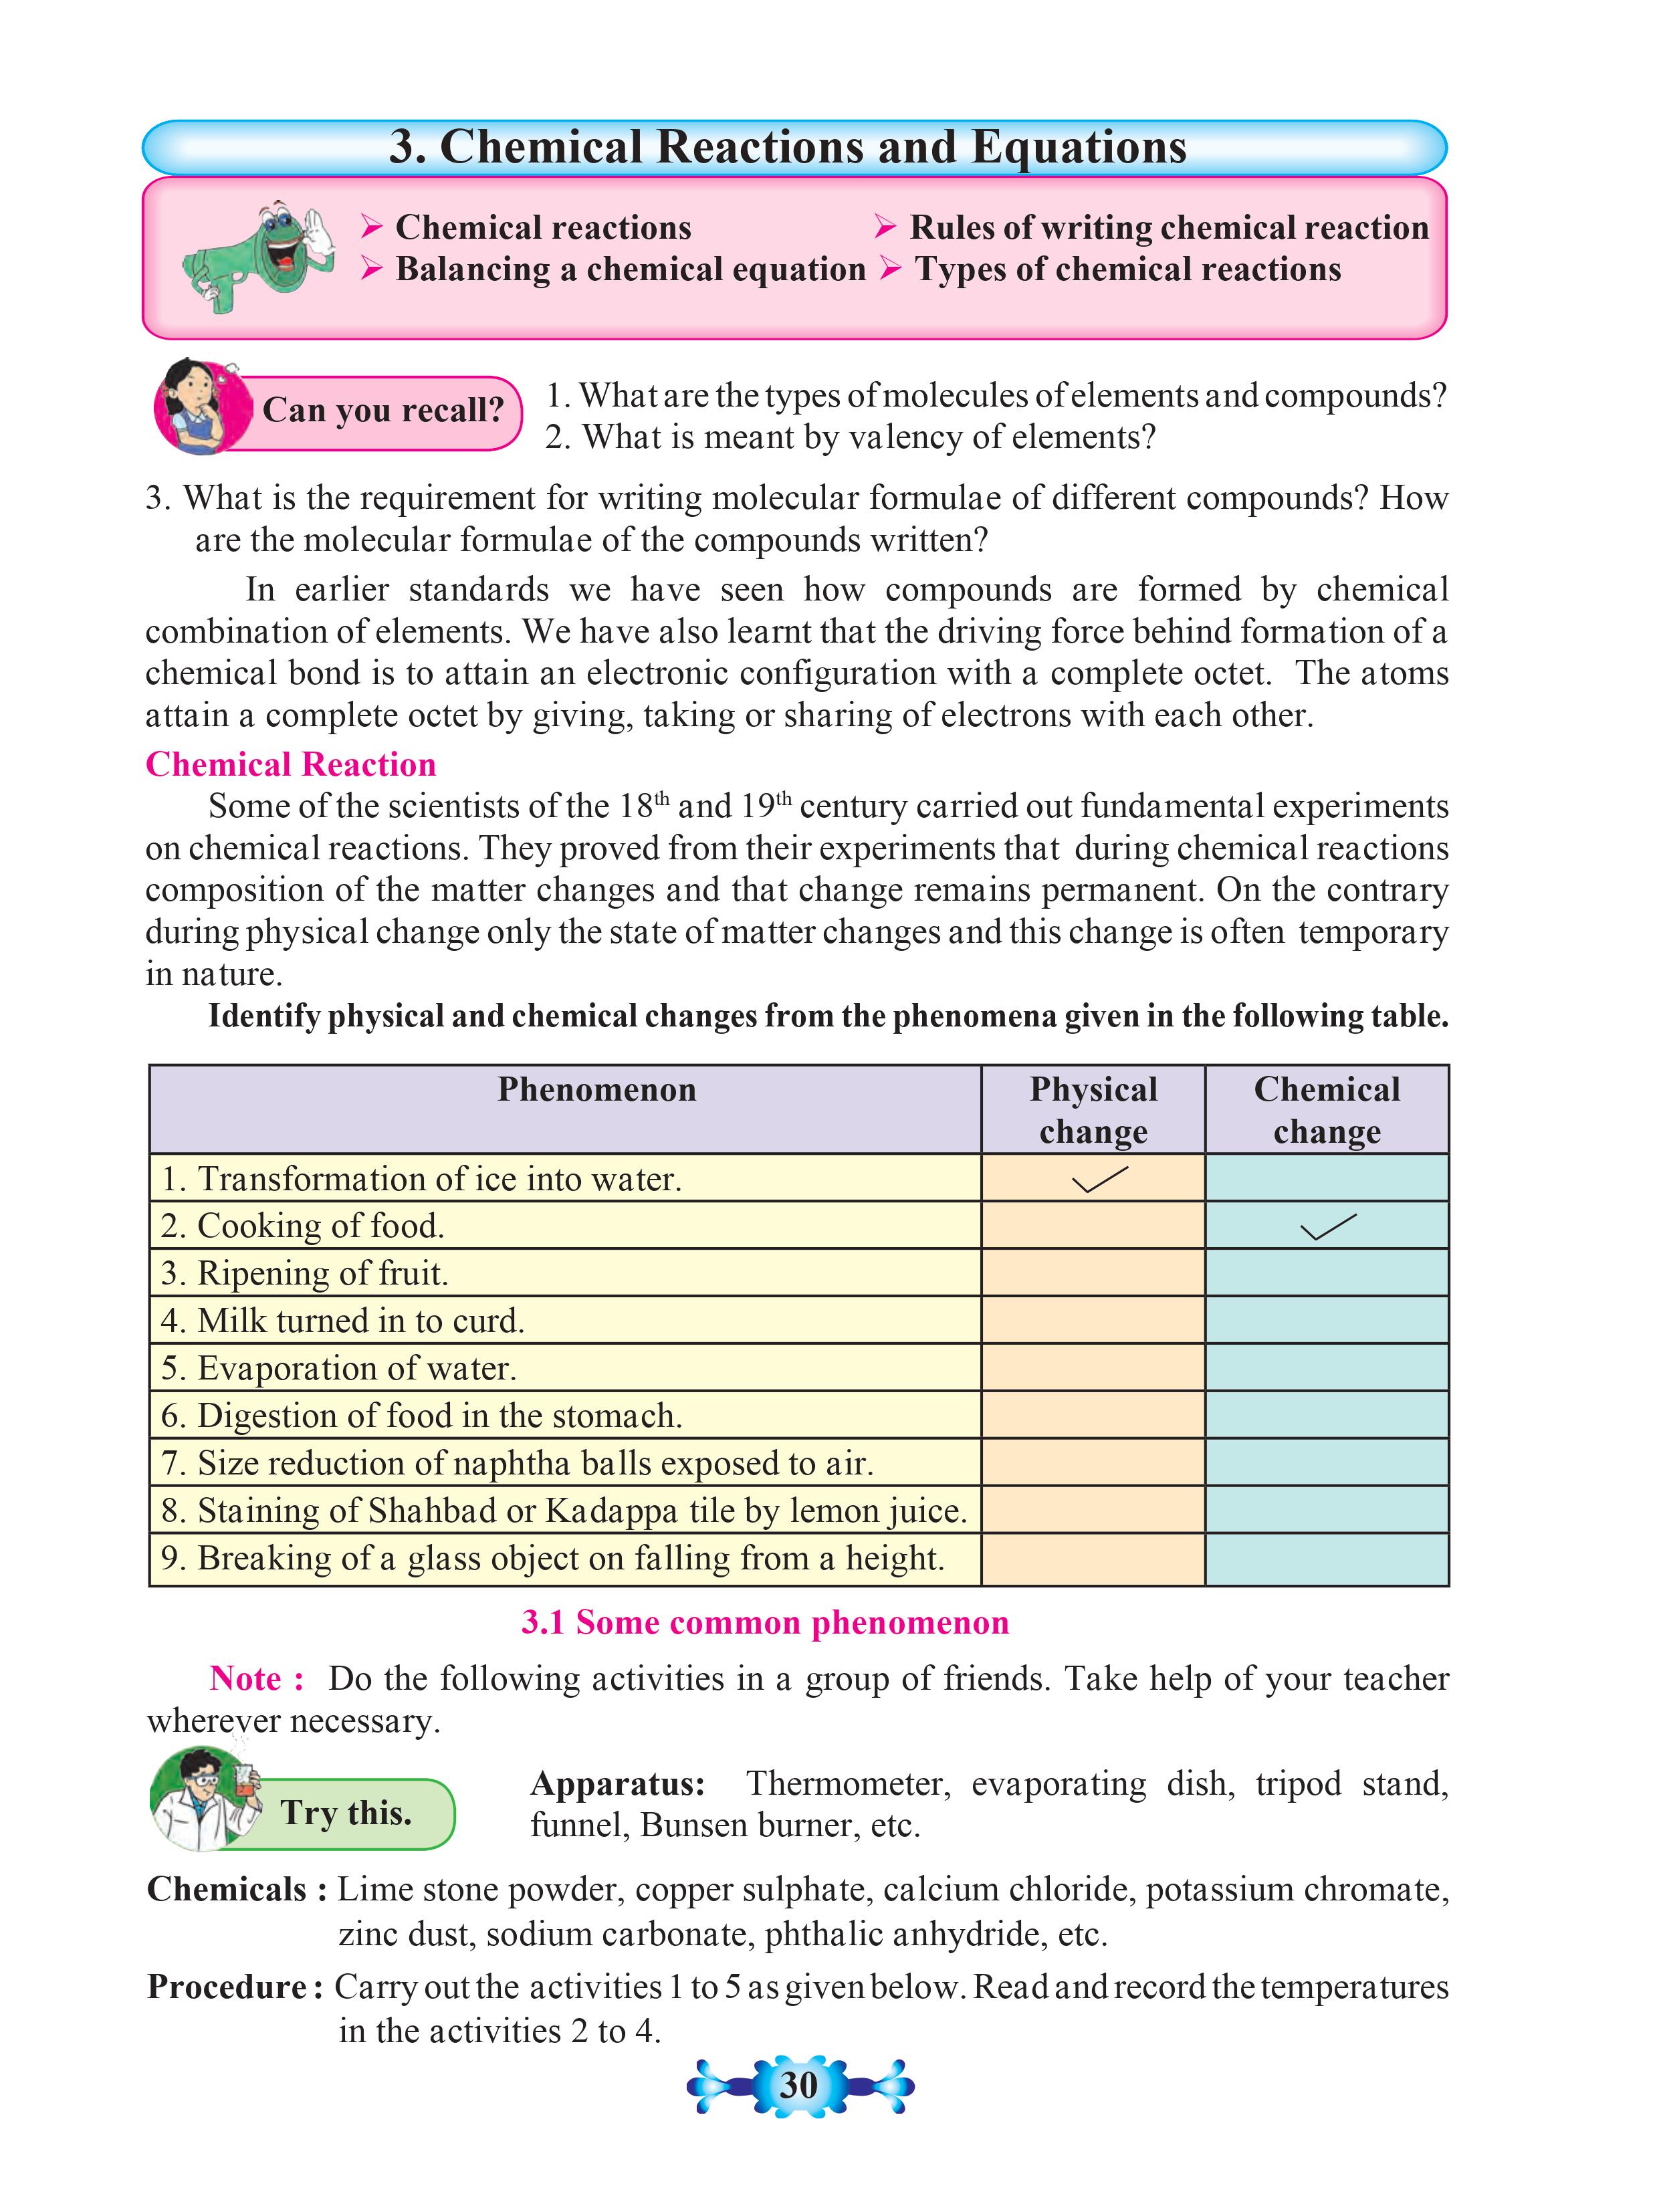 3. Chemical Reactions and Equations
➢ Chemical reactions ➢ Rules of writing chemical reaction
➢ Balancing a chemical equation ➢ Types of chemical reactions
Can you recall?
1. What are the types of molecules of elements and compounds?
2. What is meant by valency of elements?
3. What is the requirement for writing molecular formulae of different compounds? How
are the molecular formulae of the compounds written?
In earlier standards we have seen how compounds are formed by chemical
combination of elements. We have also learnt that the driving force behind formation of a
chemical bond is to attain an electronic configuration with a complete octet. The atoms
attain a complete octet by giving, taking or sharing of electrons with each other.
Chemical Reaction
Some of the scientists of the 18th and 19th century carried out fundamental experiments
on chemical reactions. They proved from their experiments that during chemical reactions
composition of the matter changes and that change remains permanent. On the contrary
during physical change only the state of matter changes and this change is often temporary
in nature.
Identify physical and chemical changes from the phenomena given in the following table.
Phenomenon Physical Chemical
change change
1. Transformation of ice into water. ✓
2. Cooking of food. ✓
3. Ripening of fruit.
4. Milk turned in to curd.
5. Evaporation of water.
6. Digestion of food in the stomach.
7. Size reduction of naphtha balls exposed to air.
8. Staining of Shahbad or Kadappa tile by lemon juice.
9. Breaking of a glass object on falling from a height.
3.1 Some common phenomenon
Note : Do the following activities in a group of friends. Take help of your teacher
wherever necessary.
Try this.
Apparatus: Thermometer, evaporating dish, tripod stand,
funnel, Bunsen burner, etc.
Chemicals : Lime stone powder, copper sulphate, calcium chloride, potassium chromate,
zinc dust, sodium carbonate, phthalic anhydride, etc.
Procedure : Carry out the activities 1 to 5 as given below. Read and record the temperatures
in the activities 2 to 4.
30